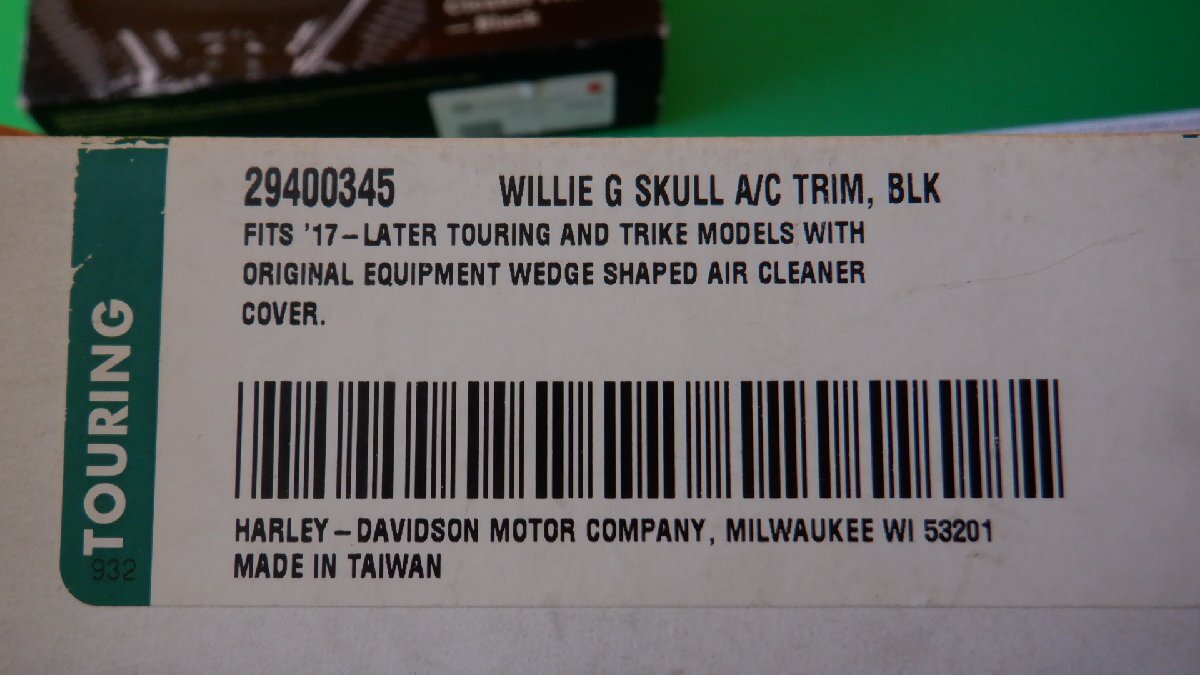 — Black
29400345 WILLIE G SKULL A/C TRIM, BLK
FITS '17-LATER TOURING AND TRIKE MODELS WITH
ORIGINAL EQUIPMENT WEDGE SHAPED AIR CLEANER
COVER.
HARLEY-DAVIDSON MOTOR COMPANY, MILWAUKEE WI 53201
MADE IN TAIWAN
TOURING
932